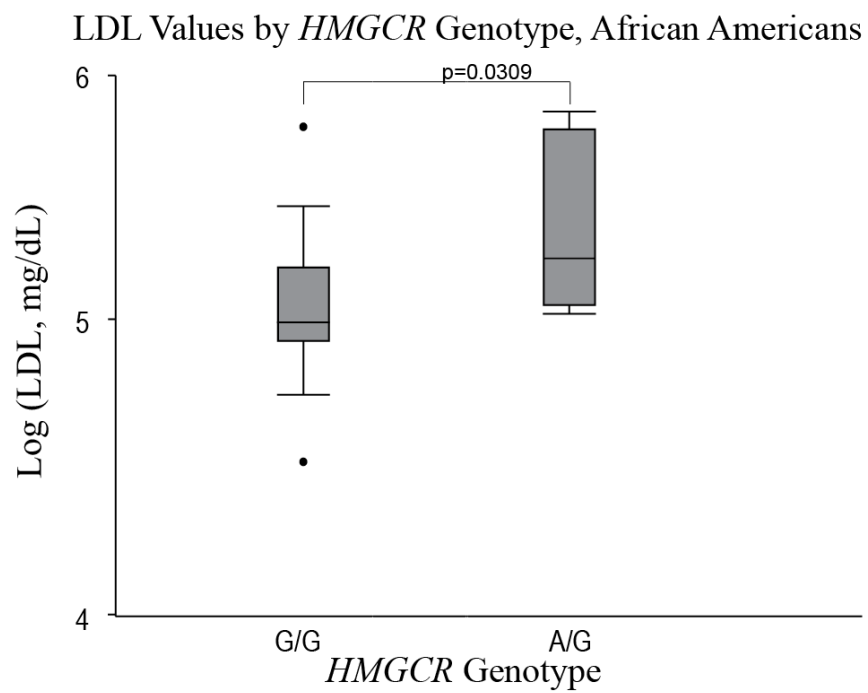 LDL Values by HMGCR Genotype, African Americans
p=0.0309
6
5
4
Log (LDL, mg/dL)
G/G A/G
HMGCR Genotype